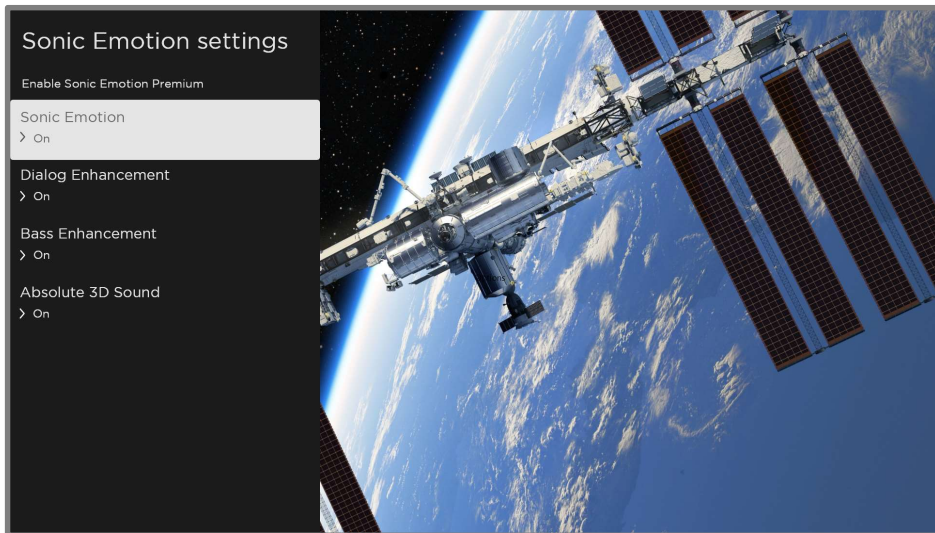 Sonic Emotion settings
Enable Sonic Emotion Premium
Sonic Emotion
On
Dialog Enhancement
On
Bass Enhancement
On
Absolute 3D Sound
On